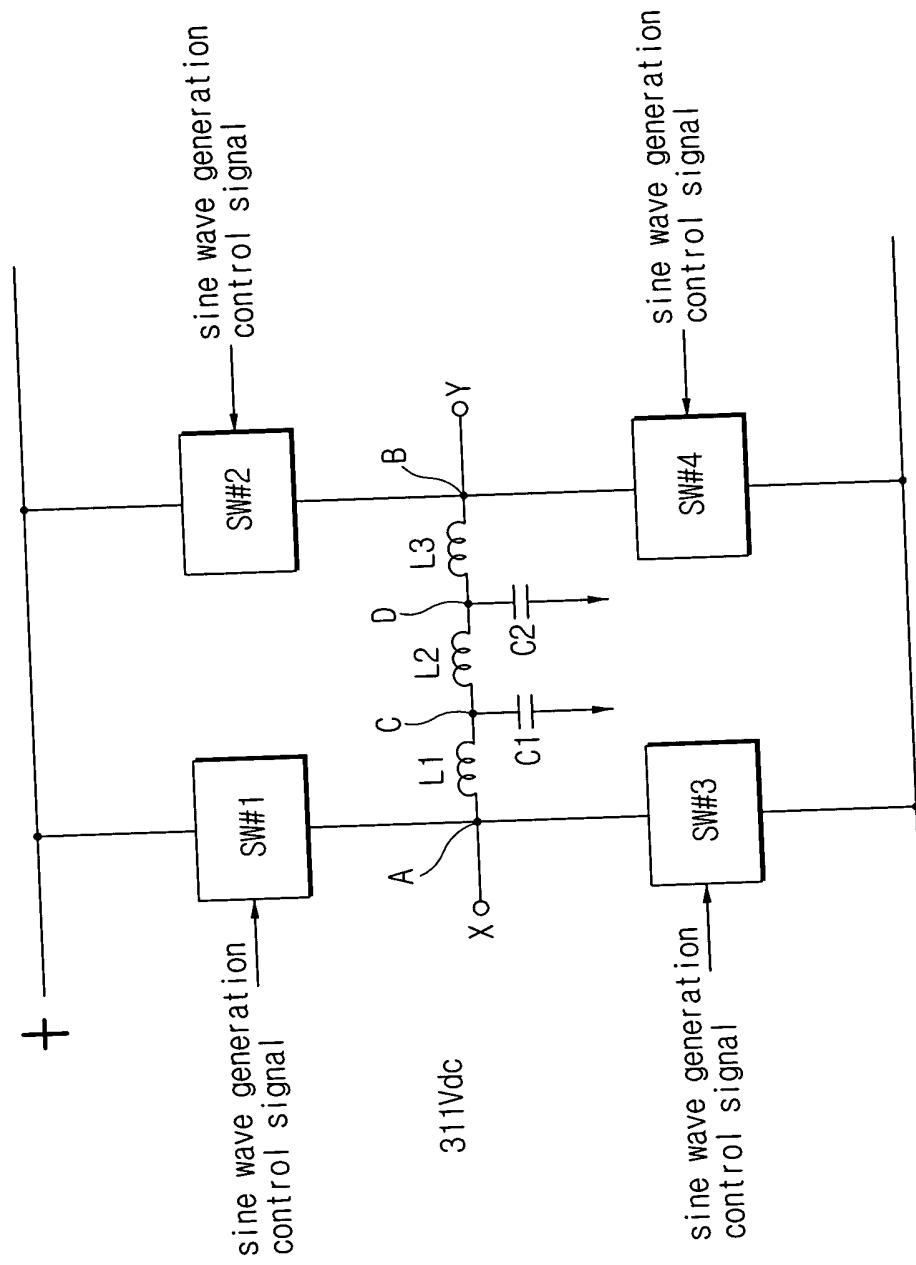 sine wave generation
control signal
+
SW#2
sine wave generation
control signal
SW#1
Y
B
L3
D
L2
C2
C
L1
C1
A
X
311Vdc
sine wave generation
control signal
SW#4
SW#3
sine wave generation
control signal